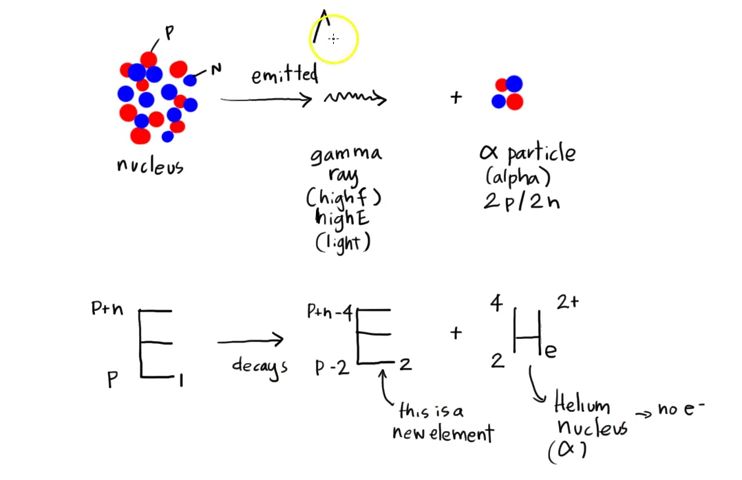 P
N
emitted
+
nucleus
gamma
ray
(high f)
high E
(light)
α particle
(alpha)
2p/2n
P+n
E
P
1
decays
P+n-4
E
P-2
2
this is a
new element
+
4
2+
He
2
Helium
nucleus
(α)
→ no e-